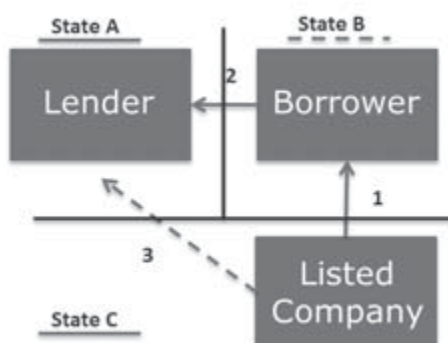 State A
State B
Lender
2
Borrower
1
3
Listed
Company
State C